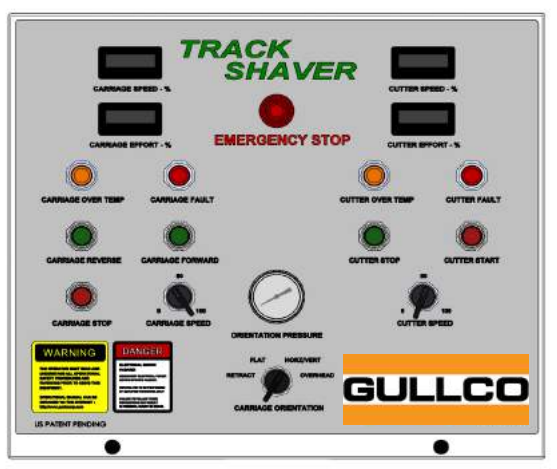 TRACK
SHAVER
CARRIAGE SPEED - %
CUTTER SPEED - %
CARRIAGE EFFORT - %
EMERGENCY STOP
CUTTER EFFORT - %
CARRIAGE OVER TEMP
CARRIAGE FAULT
CUTTER OVER TEMP
CUTTER FAULT
CARRIAGE REVERSE
CARRIAGE FORWARD
CUTTER STOP
CUTTER START
50
0
100
50
0
100
CARRIAGE STOP
CARRIAGE SPEED
CUTTER SPEED
ORIENTATION PRESSURE
WARNING
DANGER
FLAT
HORZ/VERT
RETRACT
OVERHEAD
CARRIAGE ORIENTATION
GULLCO
US PATENT PENDING